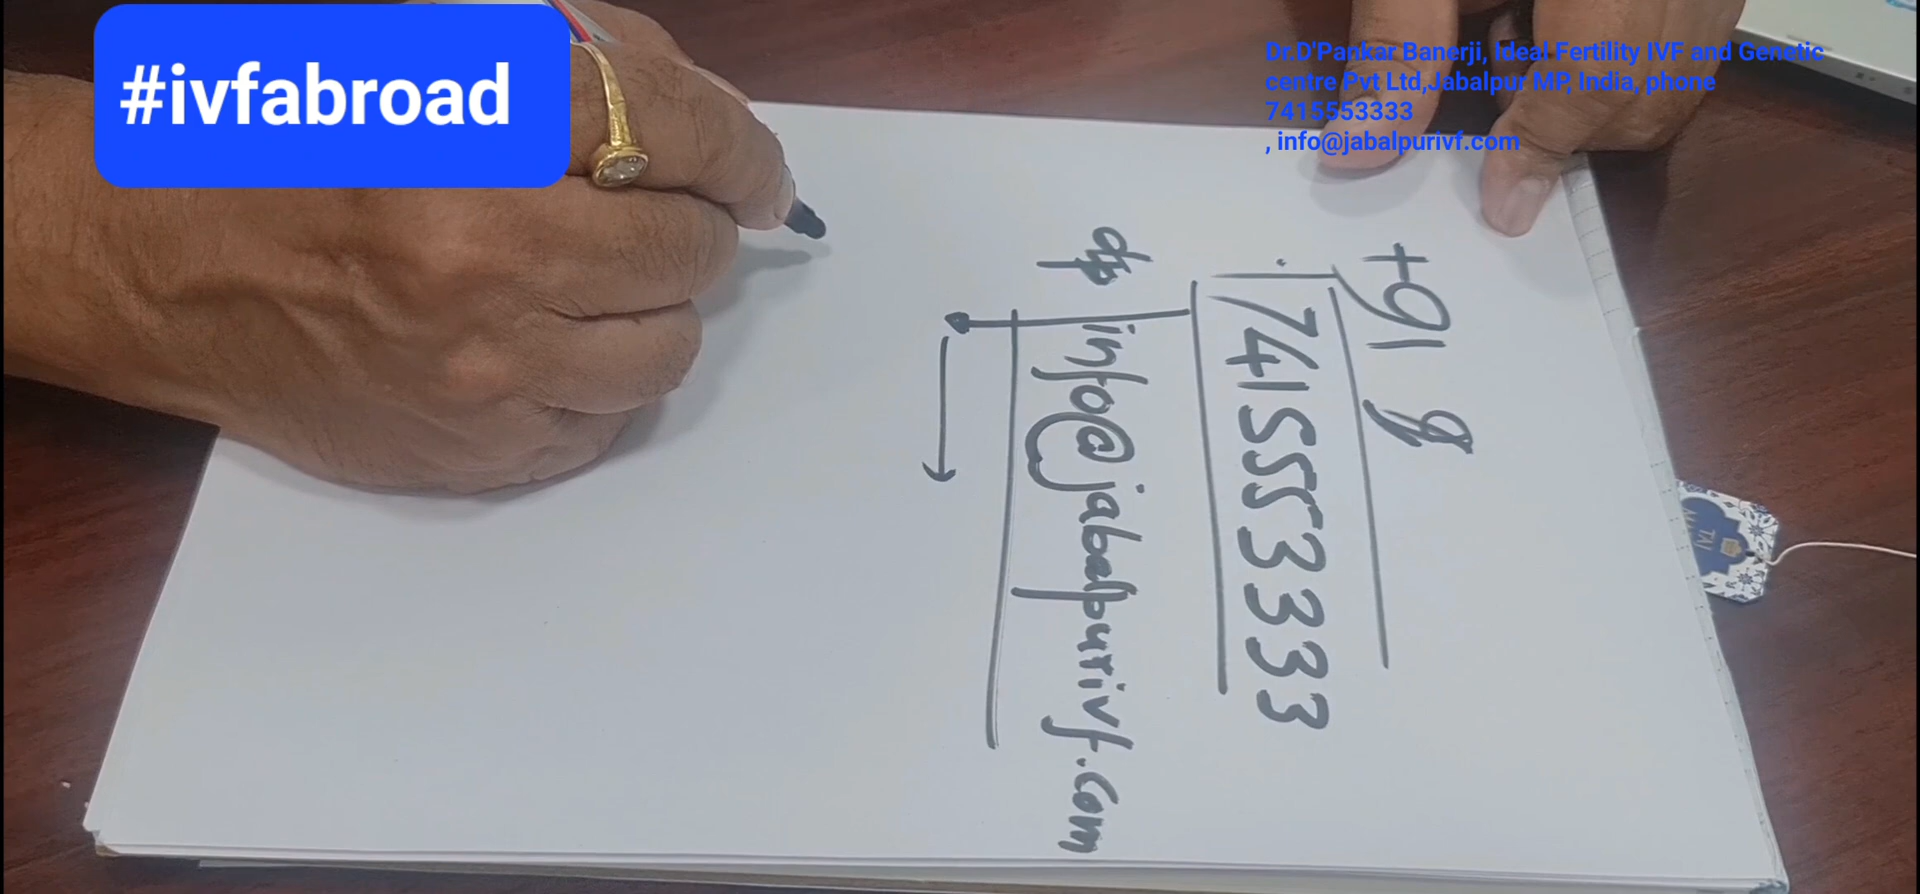 #ivfabroad
Dr.D'Pankar Banerji, Ideal Fertility IVF and Genetic
centre Pvt Ltd,Jabalpur MP, India, phone
7415553333
, info@jabalpurivf.com
+91
7415553333
info@jabalpurivf.com
TAJ